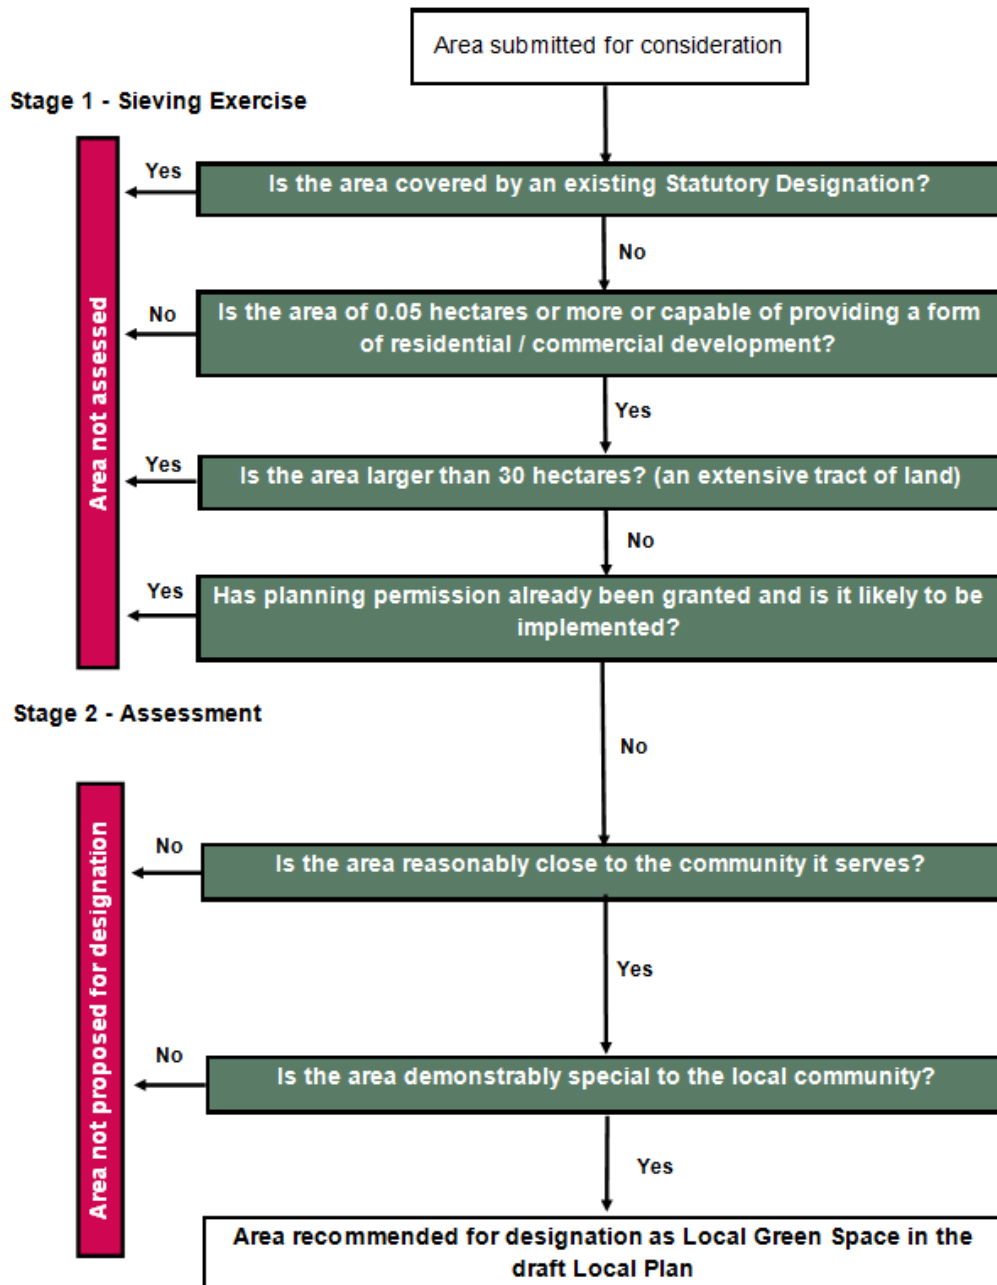 Area submitted for consideration
Stage 1 - Sieving Exercise
Area not assessed
Yes
Is the area covered by an existing Statutory Designation?
No
No
Is the area of 0.05 hectares or more or capable of providing a form
of residential / commercial development?
Yes
Yes
Is the area larger than 30 hectares? (an extensive tract of land)
No
Yes
Has planning permission already been granted and is it likely to be
implemented?
No
Stage 2 - Assessment
Area not proposed for designation
No
Is the area reasonably close to the community it serves?
Yes
No
Is the area demonstrably special to the local community?
Yes
Area recommended for designation as Local Green Space in the
draft Local Plan